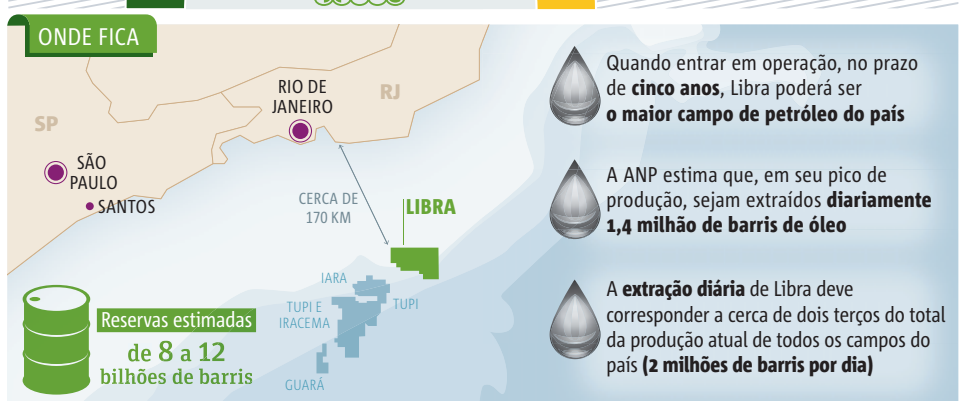 ONDE FICA
SP
RJ
RIO DE
JANEIRO
SÃO
PAULO
SANTOS
CERCA DE
170 KM
LIBRA
IARA
TUPI E
IRACEMA
TUPI
GUARÁ
Reservas estimadas
de 8 a 12
bilhões de barris
Quando entrar em operação, no prazo
de cinco anos, Libra poderá ser
o maior campo de petróleo do país
A ANP estima que, em seu pico de
produção, sejam extraídos diariamente
1,4 milhão de barris de óleo
A extração diária de Libra deve
corresponder a cerca de dois terços do total
da produção atual de todos os campos do
país (2 milhões de barris por dia)